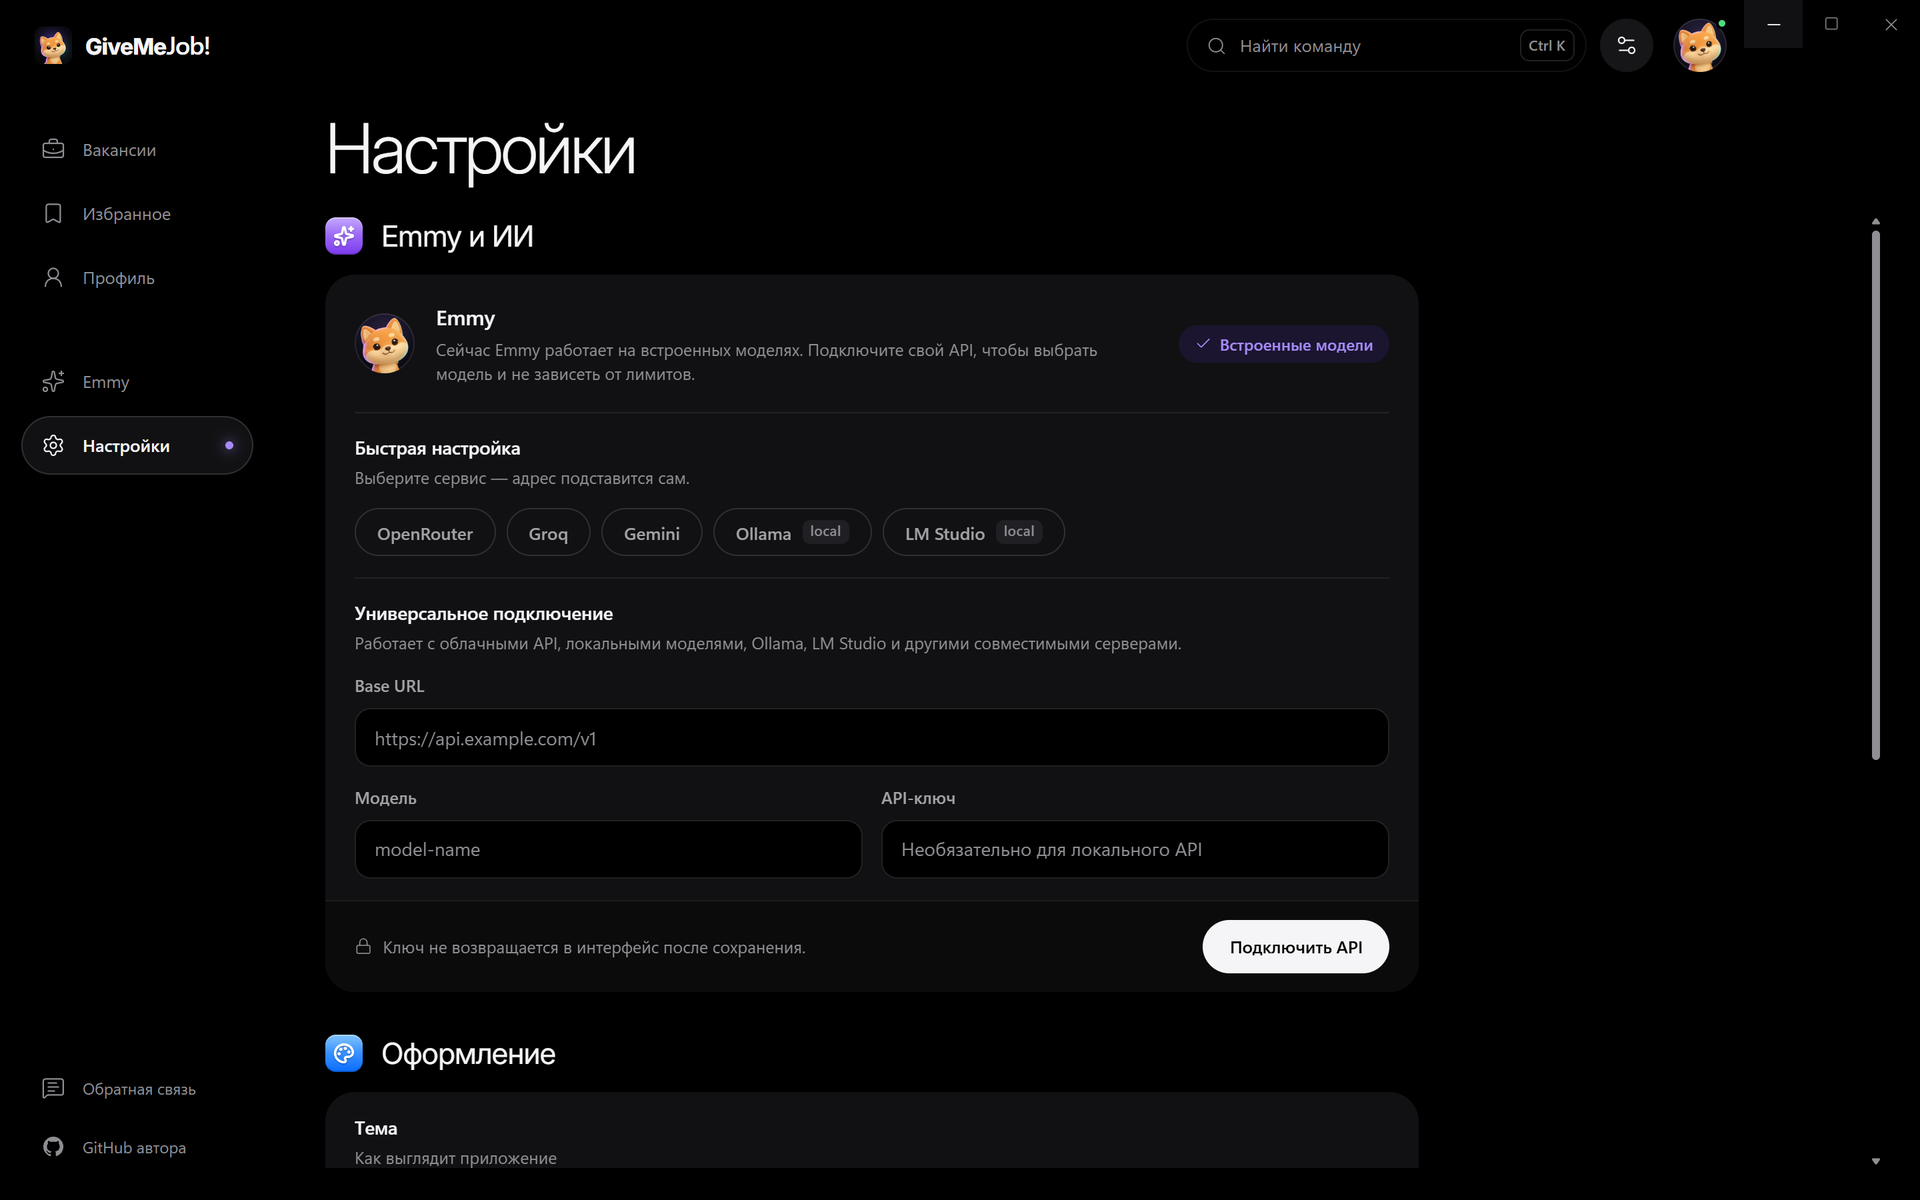 GiveMeJob!
Найти команду
Ctrl K
Вакансии
Избранное
Профиль
Emmy
Настройки
Обратная связь
GitHub автора
Настройки
Emmy и ИИ
Emmy
Сейчас Emmy работает на встроенных моделях. Подключите свой API, чтобы выбрать
модель и не зависеть от лимитов.
Встроенные модели
Быстрая настройка
Выберите сервис — адрес подставится сам.
OpenRouter
Groq
Gemini
Ollama local
LM Studio local
Универсальное подключение
Работает с облачными API, локальными моделями, Ollama, LM Studio и другими совместимыми серверами.
Base URL
https://api.example.com/v1
Модель
API-ключ
model-name
Необязательно для локального API
Ключ не возвращается в интерфейс после сохранения.
Подключить API
Оформление
Тема
Как выглядит приложение